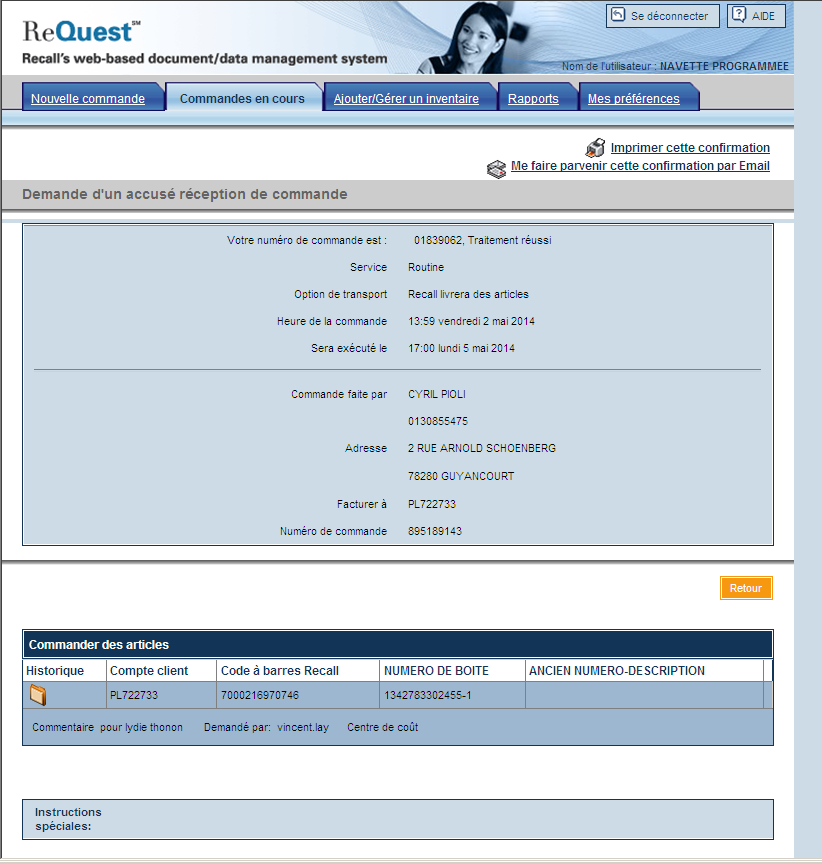 ReQuest SM
Se déconnecter
AIDE
Recall's web-based document/data management system
Nom de l'utilisateur : NAVETTE PROGRAMMEE
Nouvelle commande
Commandes en cours
Ajouter/Gérer un inventaire
Rapports
Mes préférences
Imprimer cette confirmation
Me faire parvenir cette confirmation par Email
Demande d'un accusé réception de commande
Votre numéro de commande est : 01839062, Traitement réussi
Service Routine
Option de transport Recall livrera des articles
Heure de la commande 13:59 vendredi 2 mai 2014
Sera exécuté le 17:00 lundi 5 mai 2014
Commande faite par CYRIL PIOLI
0130855475
Adresse 2 RUE ARNOLD SCHOENBERG
78280 GUYANCOURT
Facturer à PL722733
Numéro de commande 895189143
Retour
Commander des articles
Historique Compte client Code à barres Recall NUMERO DE BOITE ANCIEN NUMERO-DESCRIPTION
PL722733 7000216970746 1342783302455-1
Commentaire pour lydie thonon Demandé par: vincent.lay Centre de coût
Instructions
spéciales: